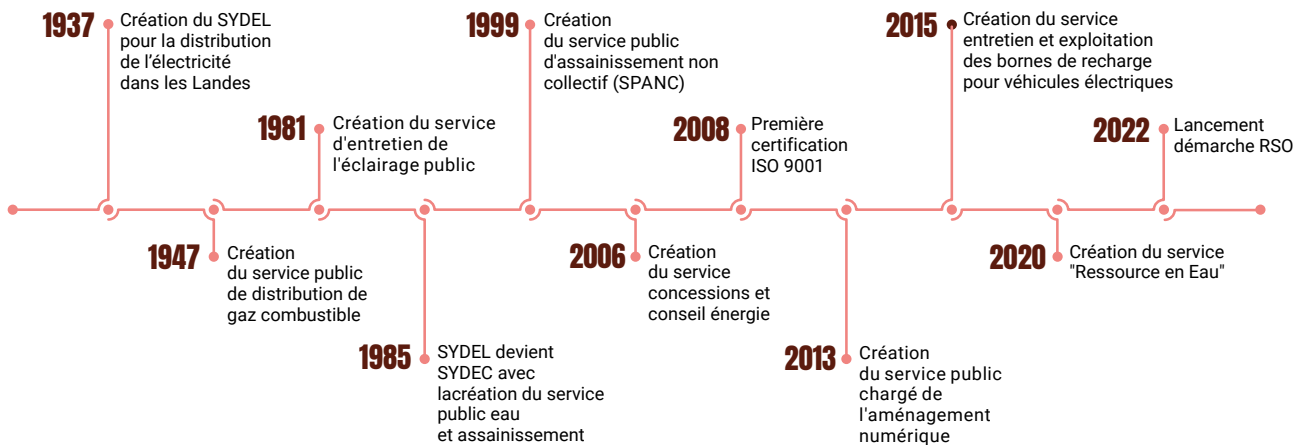 1937
Création du SYDEL
pour la distribution
de l’électricité
dans les Landes
1947
Création
du service public
de distribution de
gaz combustible
1981
Création du service
d'entretien de
l'éclairage public
1985
SYDEL devient
SYDEC avec
lacréation du service
public eau
et assainissement
1999
Création
du service public
d'assainissement non
collectif (SPANC)
2006
Création
du service
concessions et
conseil énergie
2008
Première
certification
ISO 9001
2013
Création
du service public
chargé de
l'aménagement
numérique
2015
Création du service
entretien et exploitation
des bornes de recharge
pour véhicules électriques
2020
Création du service
"Ressource en Eau"
2022
Lancement
démarche RSO